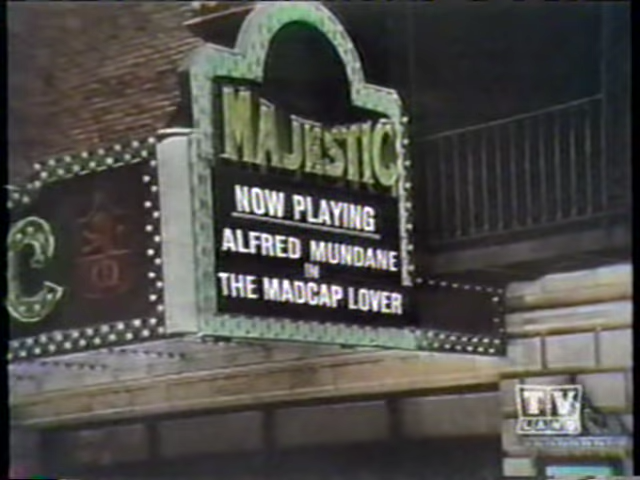 MAJESTIC
NOW PLAYING
ALFRED MUNDANE
IN
THE MADCAP LOVER
C
TV
LAND